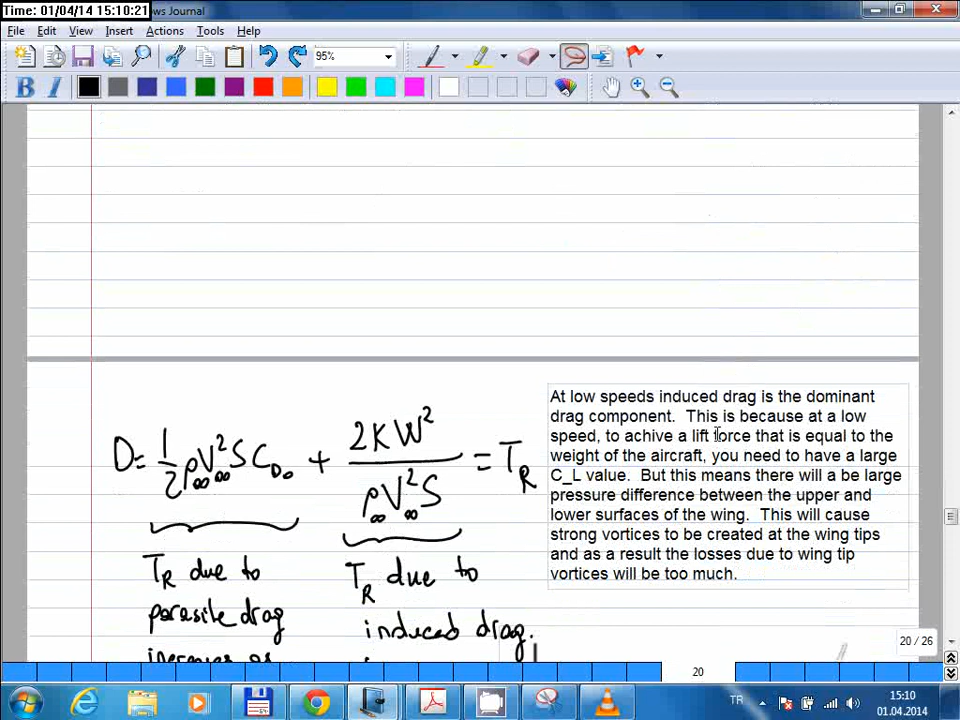 Time: 01/04/14 15:10:21
ows Journal
File Edit View Insert Actions Tools Help
95%
B I
D = 1/2 ρ∞ V∞² S C_D₀ + 2KW² / ρ∞ V∞² S = T_R
T_R due to
parasite drag
increases as
T_R due to
induced drag.
At low speeds induced drag is the dominant
drag component. This is because at a low
speed, to achive a lift force that is equal to the
weight of the aircraft, you need to have a large
C_L value. But this means there will a be large
pressure difference between the upper and
lower surfaces of the wing. This will cause
strong vortices to be created at the wing tips
and as a result the losses due to wing tip
vortices will be too much.
20 / 26
20
TR
15:10
01.04.2014